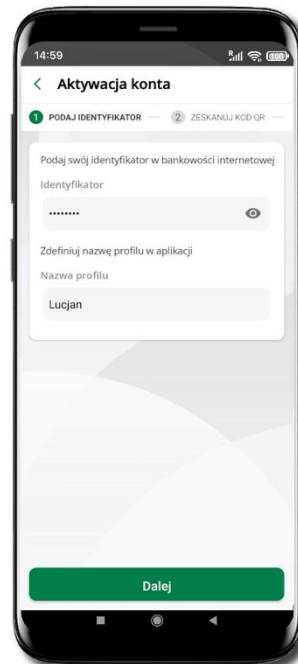 14:59
R
Aktywacja konta
1 PODAJ IDENTYFIKATOR
2 ZESKANUJ KOD QR
Podaj swój identyfikator w bankowości internetowej
Identyfikator
••••••••
Zdefiniuj nazwę profilu w aplikacji
Nazwa profilu
Lucjan
Dalej